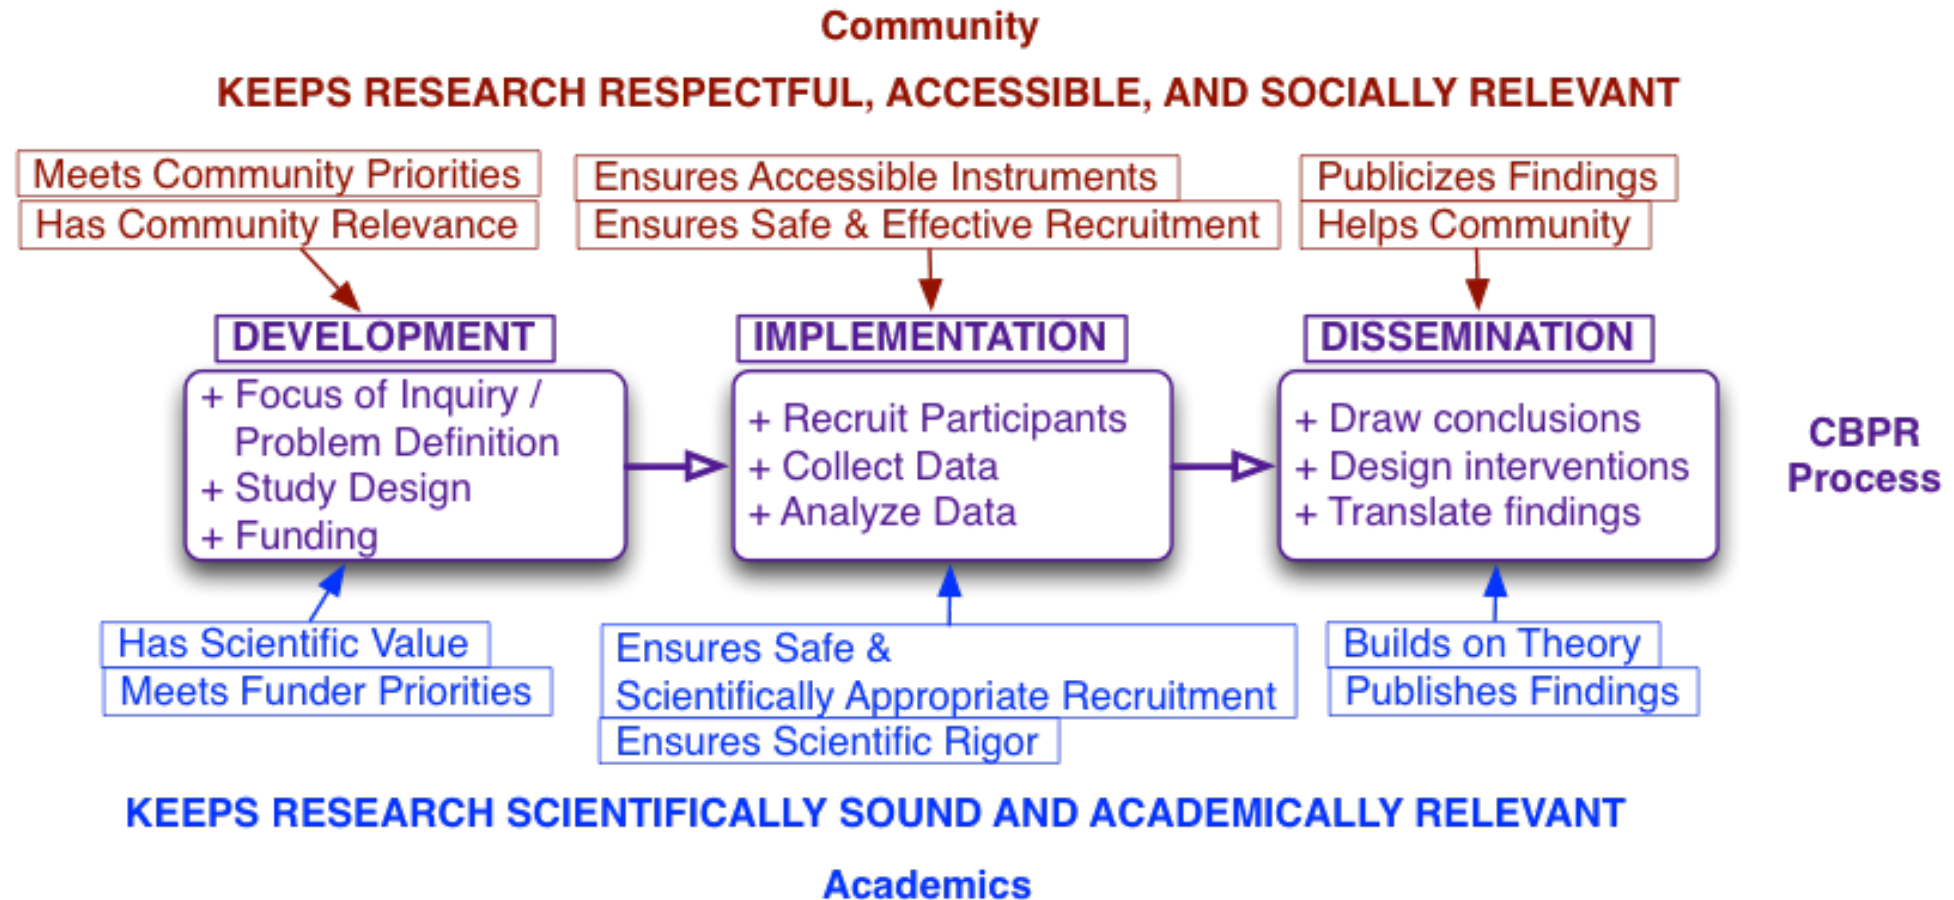 Community
KEEPS RESEARCH RESPECTFUL, ACCESSIBLE, AND SOCIALLY RELEVANT
Meets Community Priorities
Has Community Relevance
Ensures Accessible Instruments
Ensures Safe & Effective Recruitment
Publicizes Findings
Helps Community
DEVELOPMENT
+ Focus of Inquiry /
Problem Definition
+ Study Design
+ Funding
IMPLEMENTATION
+ Recruit Participants
+ Collect Data
+ Analyze Data
DISSEMINATION
+ Draw conclusions
+ Design interventions
+ Translate findings
CBPR
Process
Has Scientific Value
Meets Funder Priorities
Ensures Safe &
Scientifically Appropriate Recruitment
Ensures Scientific Rigor
Builds on Theory
Publishes Findings
KEEPS RESEARCH SCIENTIFICALLY SOUND AND ACADEMICALLY RELEVANT
Academics